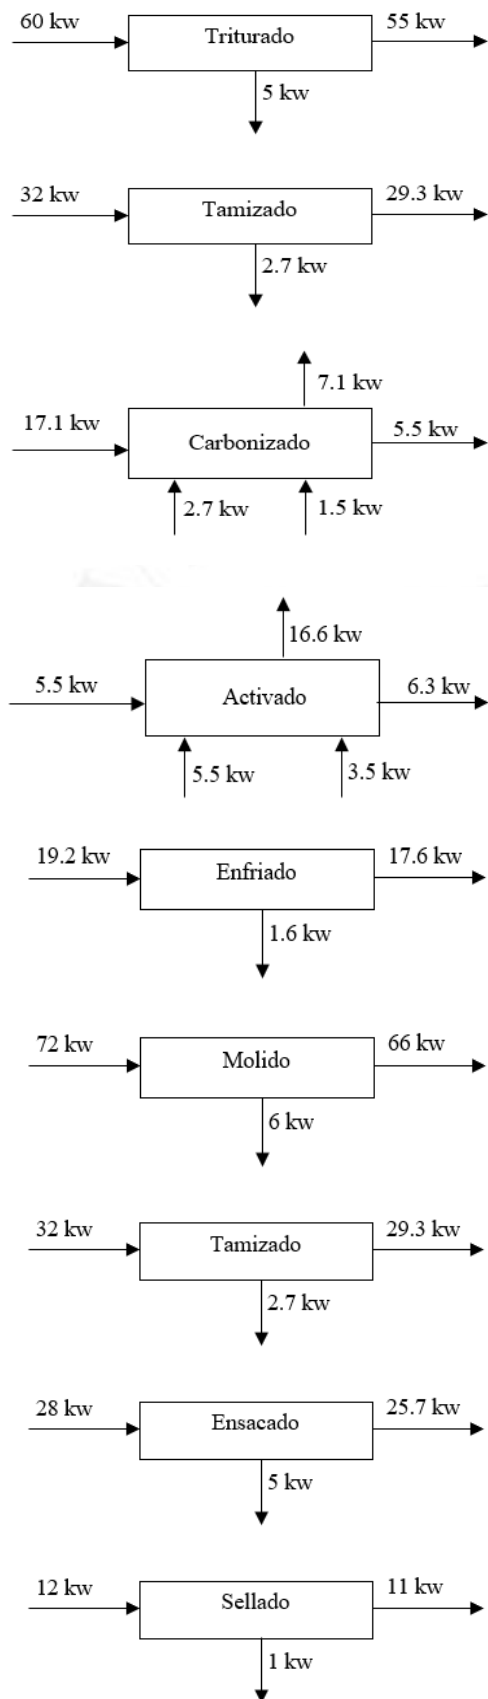 60 kw
Triturado
55 kw
5 kw
32 kw
Tamizado
29.3 kw
2.7 kw
7.1 kw
17.1 kw
Carbonizado
5.5 kw
2.7 kw
1.5 kw
16.6 kw
5.5 kw
Activado
6.3 kw
5.5 kw
3.5 kw
19.2 kw
Enfriado
17.6 kw
1.6 kw
72 kw
Molido
66 kw
6 kw
32 kw
Tamizado
29.3 kw
2.7 kw
28 kw
Ensacado
25.7 kw
5 kw
12 kw
Sellado
11 kw
1 kw